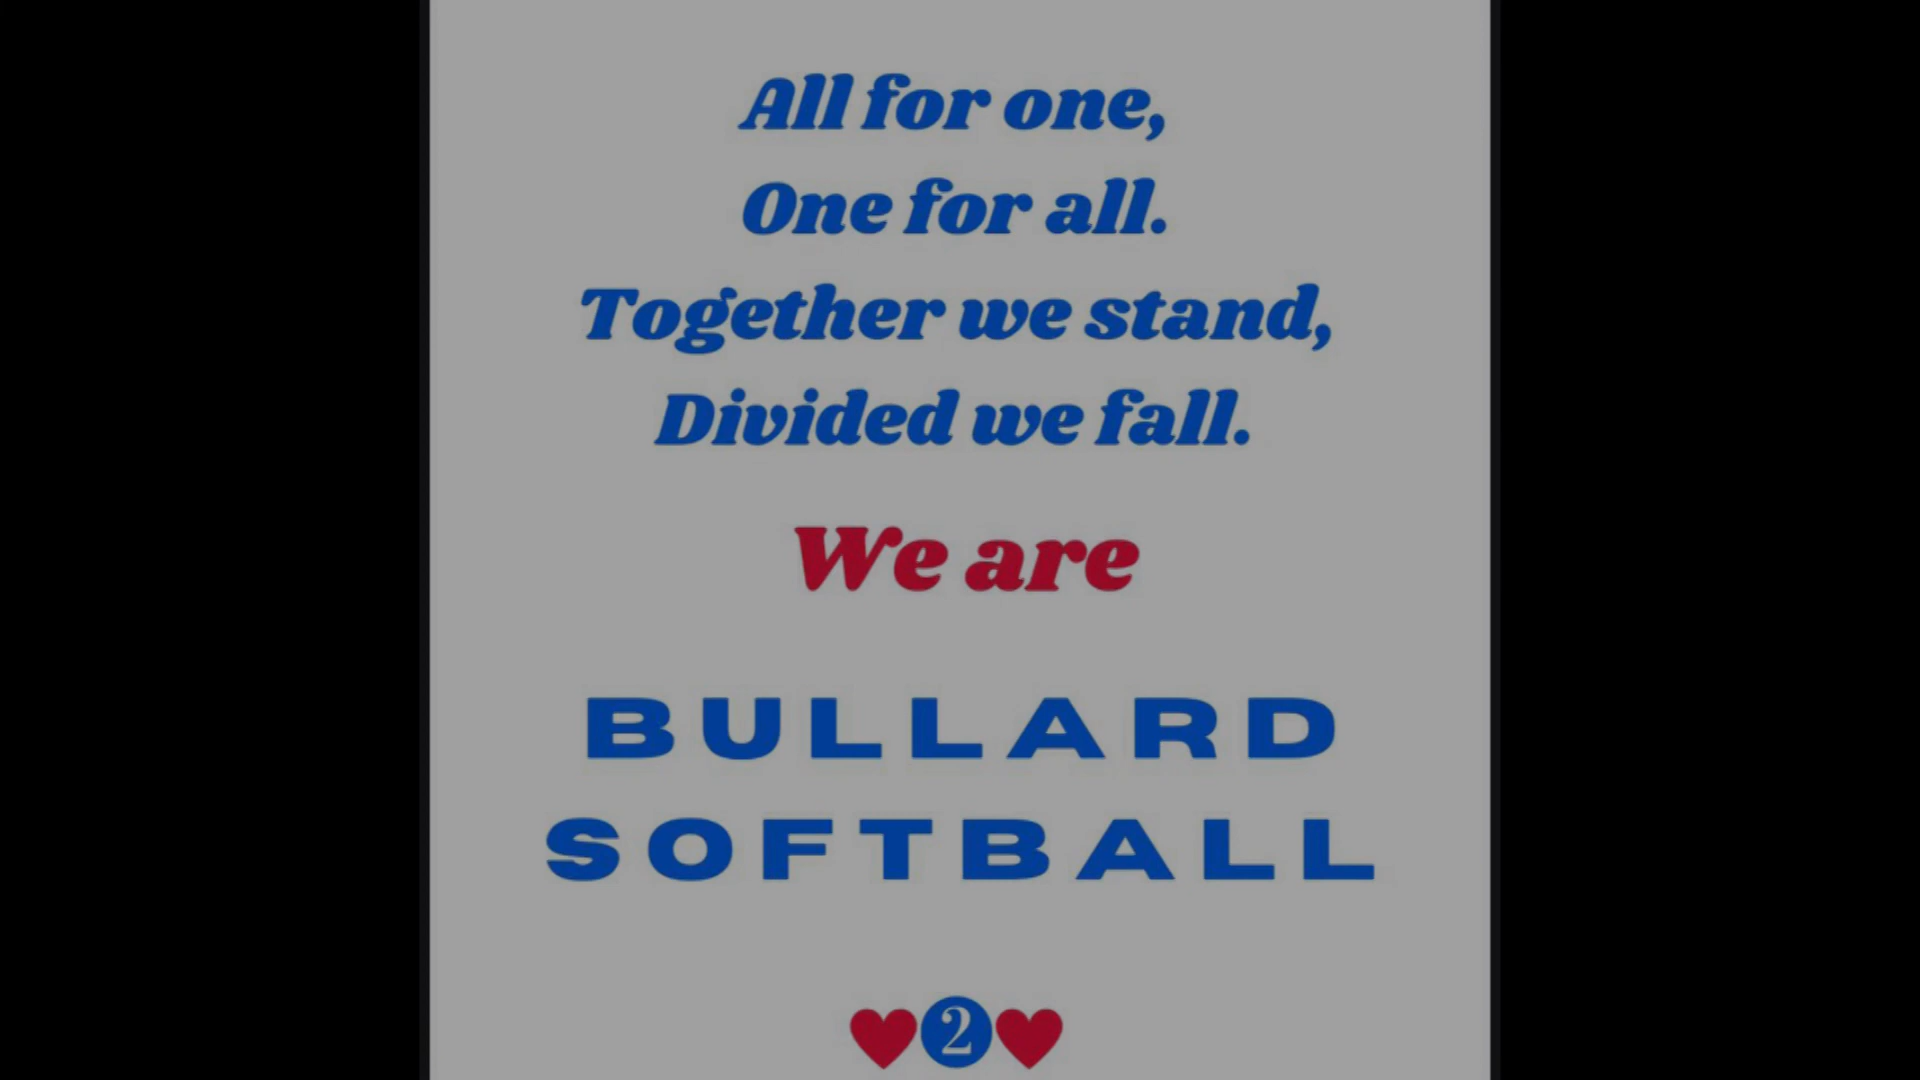 All for one,
One for all.
Together we stand,
Divided we fall.
We are
BULLARD
SOFTBALL
❤2❤